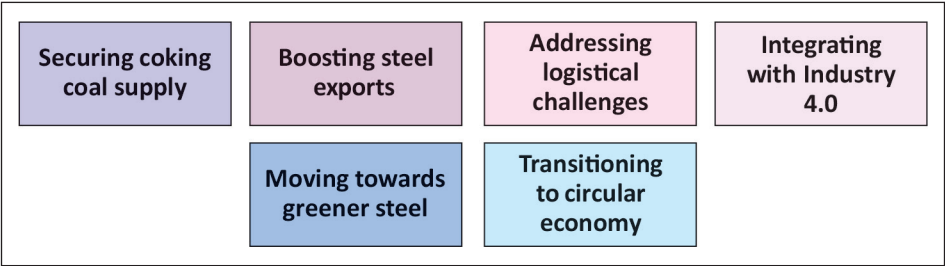 Securing coking
coal supply
Boosting steel
exports
Addressing
logistical
challenges
Integrating
with Industry
4.0
Moving towards
greener steel
Transitioning
to circular
economy